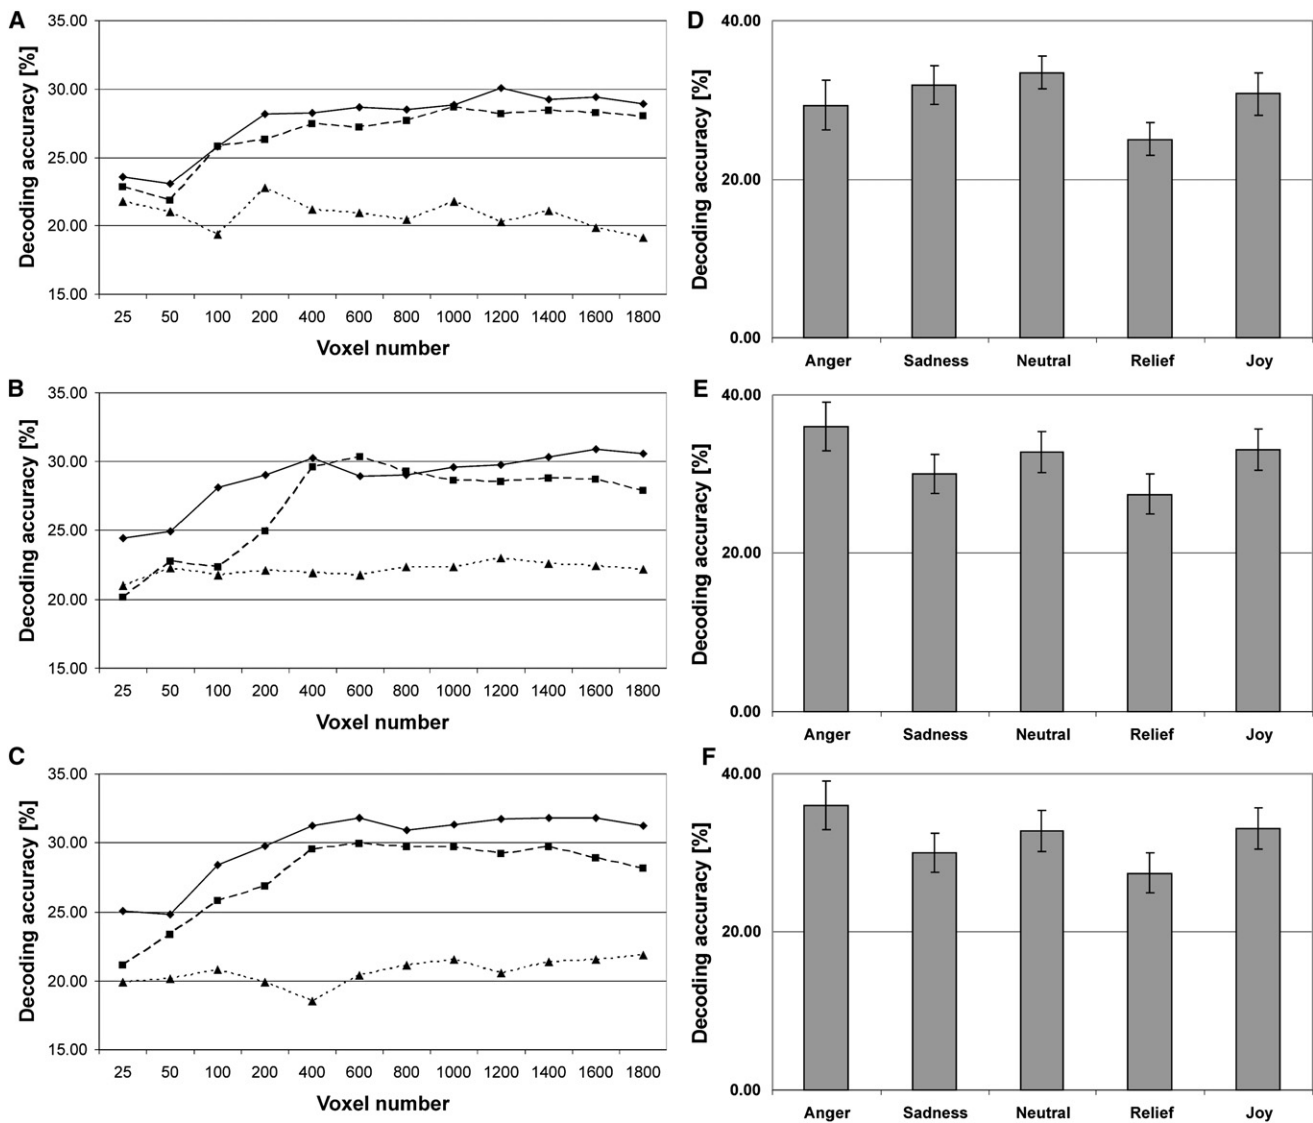 A
Decoding accuracy [%]
35.00
30.00
25.00
20.00
15.00
25 50 100 200 400 600 800 1000 1200 1400 1600 1800
Voxel number
D
Decoding accuracy [%]
40.00
20.00
0.00
Anger Sadness Neutral Relief Joy
B
Decoding accuracy [%]
35.00
30.00
25.00
20.00
15.00
25 50 100 200 400 600 800 1000 1200 1400 1600 1800
Voxel number
E
Decoding accuracy [%]
40.00
20.00
0.00
Anger Sadness Neutral Relief Joy
C
Decoding accuracy [%]
35.00
30.00
25.00
20.00
15.00
25 50 100 200 400 600 800 1000 1200 1400 1600 1800
Voxel number
F
Decoding accuracy [%]
40.00
20.00
0.00
Anger Sadness Neutral Relief Joy